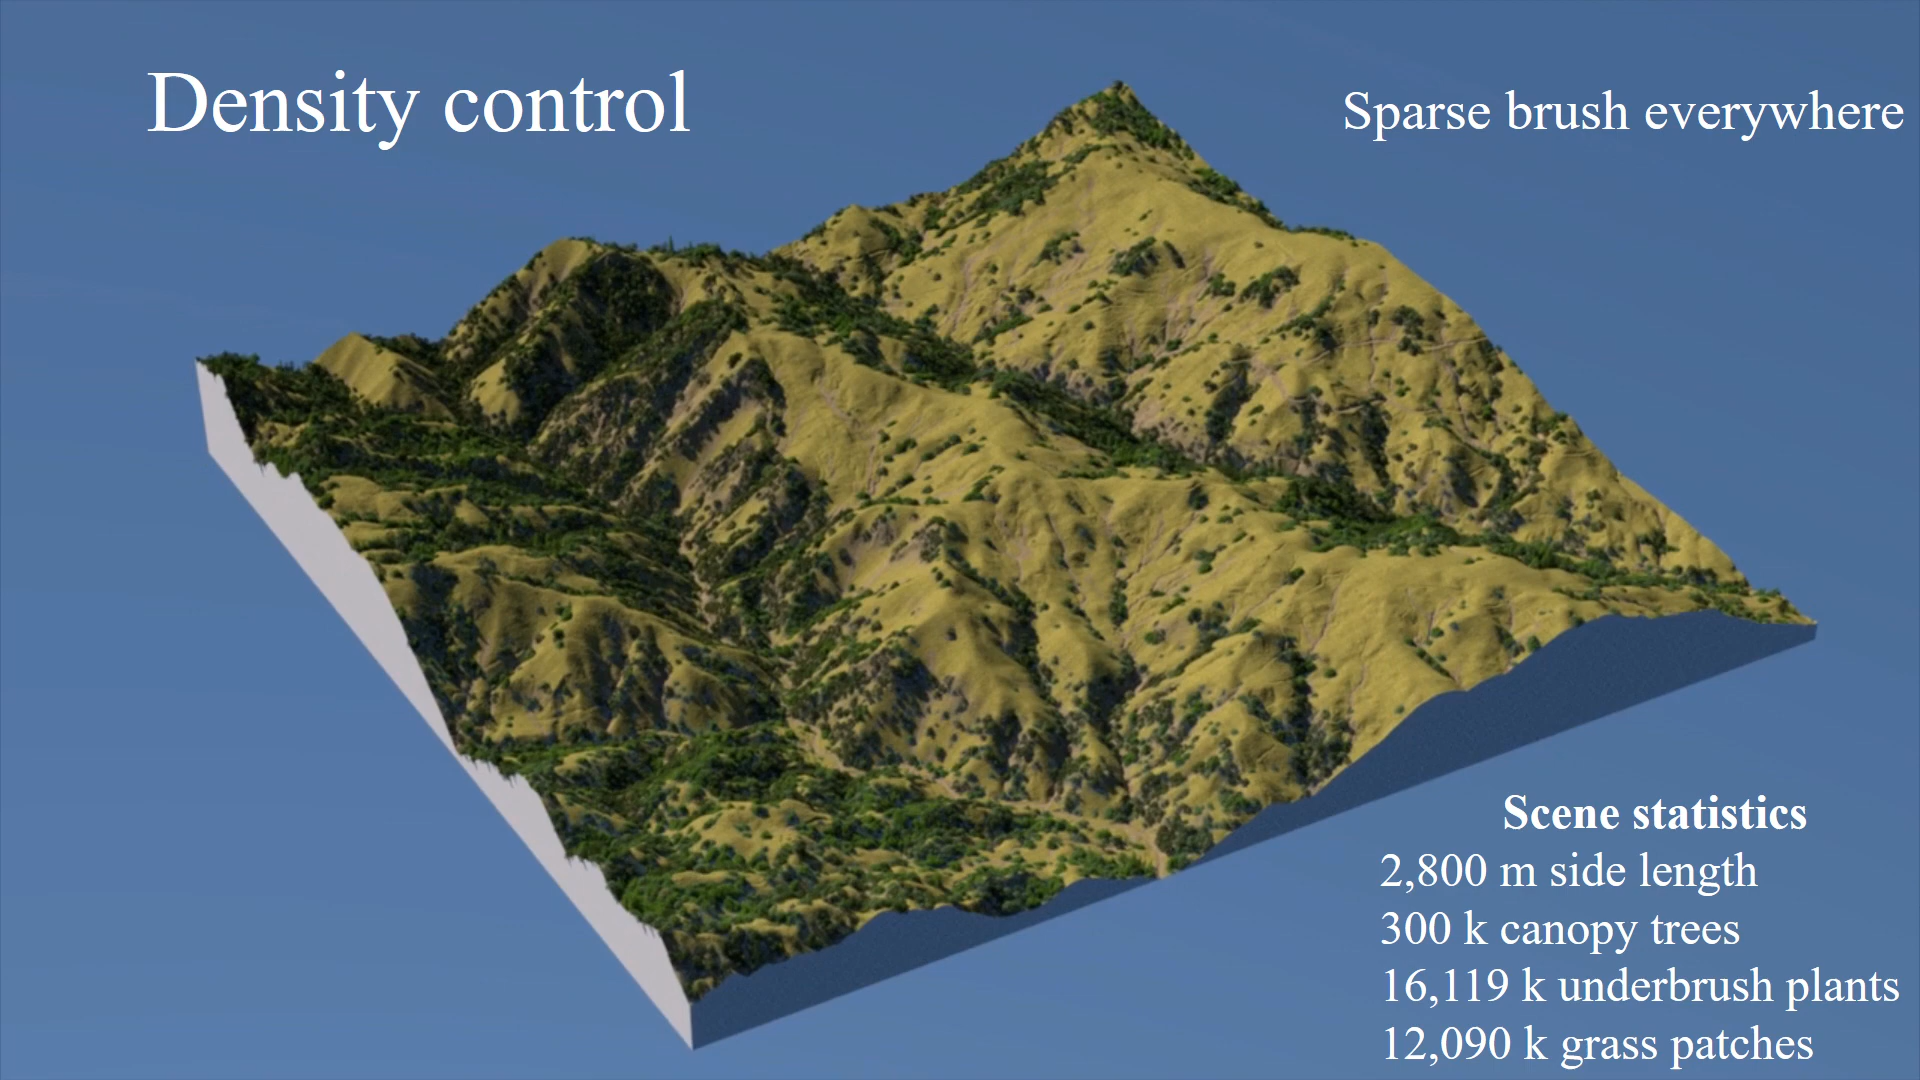 Density control
Sparse brush everywhere
Scene statistics
2,800 m side length
300 k canopy trees
16,119 k underbrush plants
12,090 k grass patches